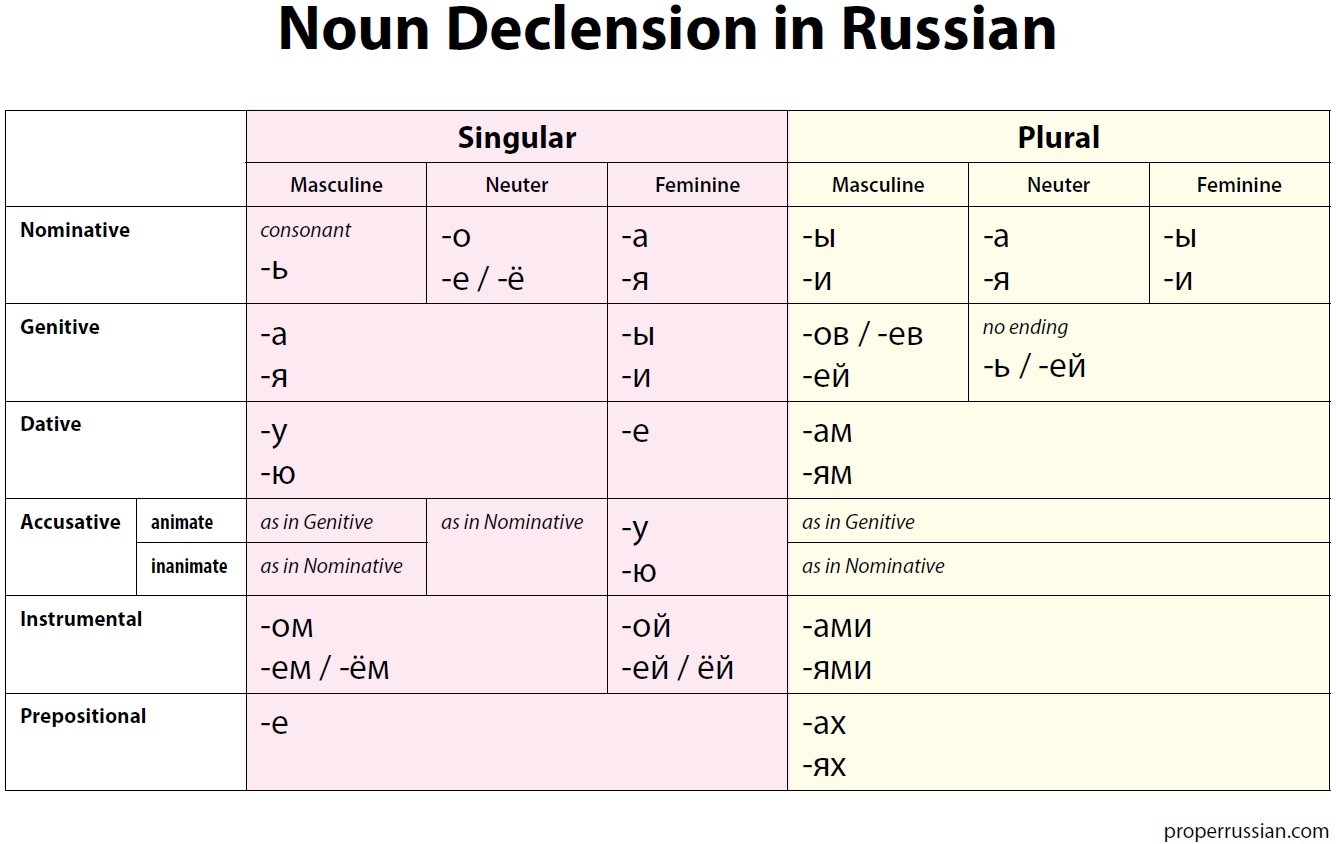 Noun Declension in Russian
Singular Plural
Masculine Neuter Feminine Masculine Neuter Feminine
Nominative consonant -о -а -ы -а -ы
-ь -е / -ё -я -и -я -и
Genitive -а -ы -ов / -ев no ending
-я -и -ей -ь / -ей
Dative -у -е -ам
-ю -ям
Accusative animate as in Genitive as in Nominative -у as in Genitive
inanimate as in Nominative -ю as in Nominative
Instrumental -ом -ой -ами
-ем / -ём -ей / ёй -ями
Prepositional -е -ах
-ях
properrussian.com